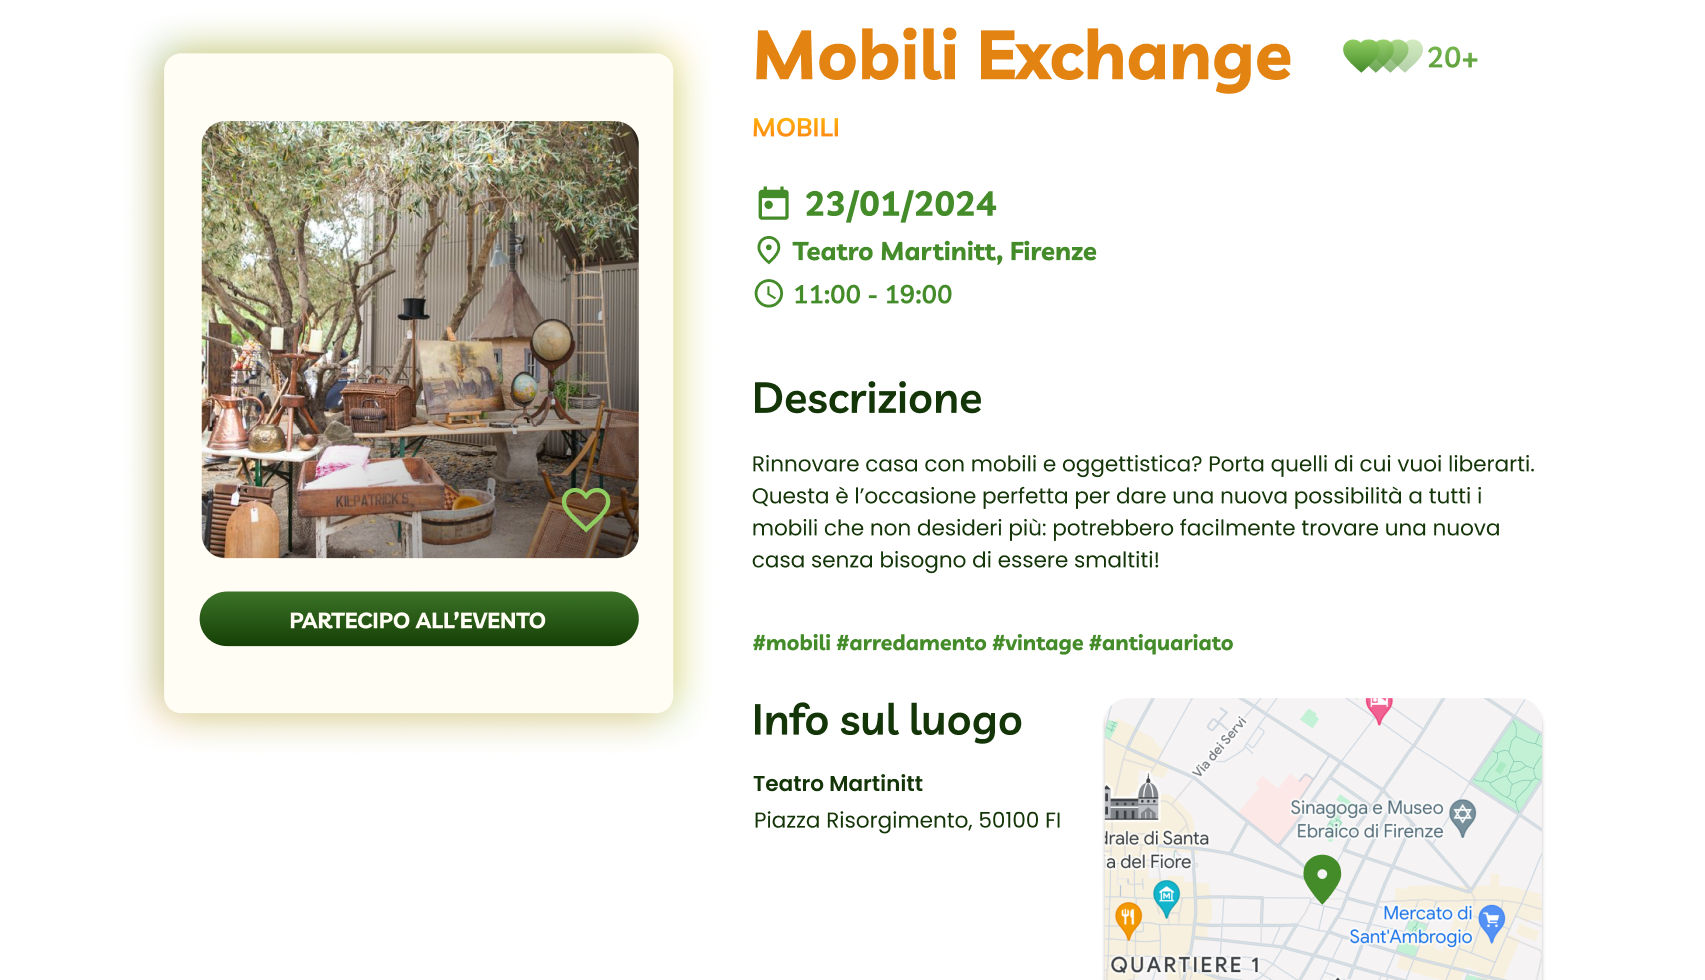 Mobili Exchange
20+
MOBILI
23/01/2024
Teatro Martinitt, Firenze
11:00 - 19:00
KILPATRICK'S
PARTECIPO ALL’EVENTO
Descrizione
Rinnovare casa con mobili e oggettistica? Porta quelli di cui vuoi liberarti.
Questa è l’occasione perfetta per dare una nuova possibilità a tutti i
mobili che non desideri più: potrebbero facilmente trovare una nuova
casa senza bisogno di essere smaltiti!
#mobili #arredamento #vintage #antiquariato
Info sul luogo
Teatro Martinitt
Piazza Risorgimento, 50100 FI
Via dei Servi
Sinagoga e Museo
Ebraico di Firenze
drale di Santa
a del Fiore
M
Mercato di
Sant'Ambrogio
QUARTIERE 1